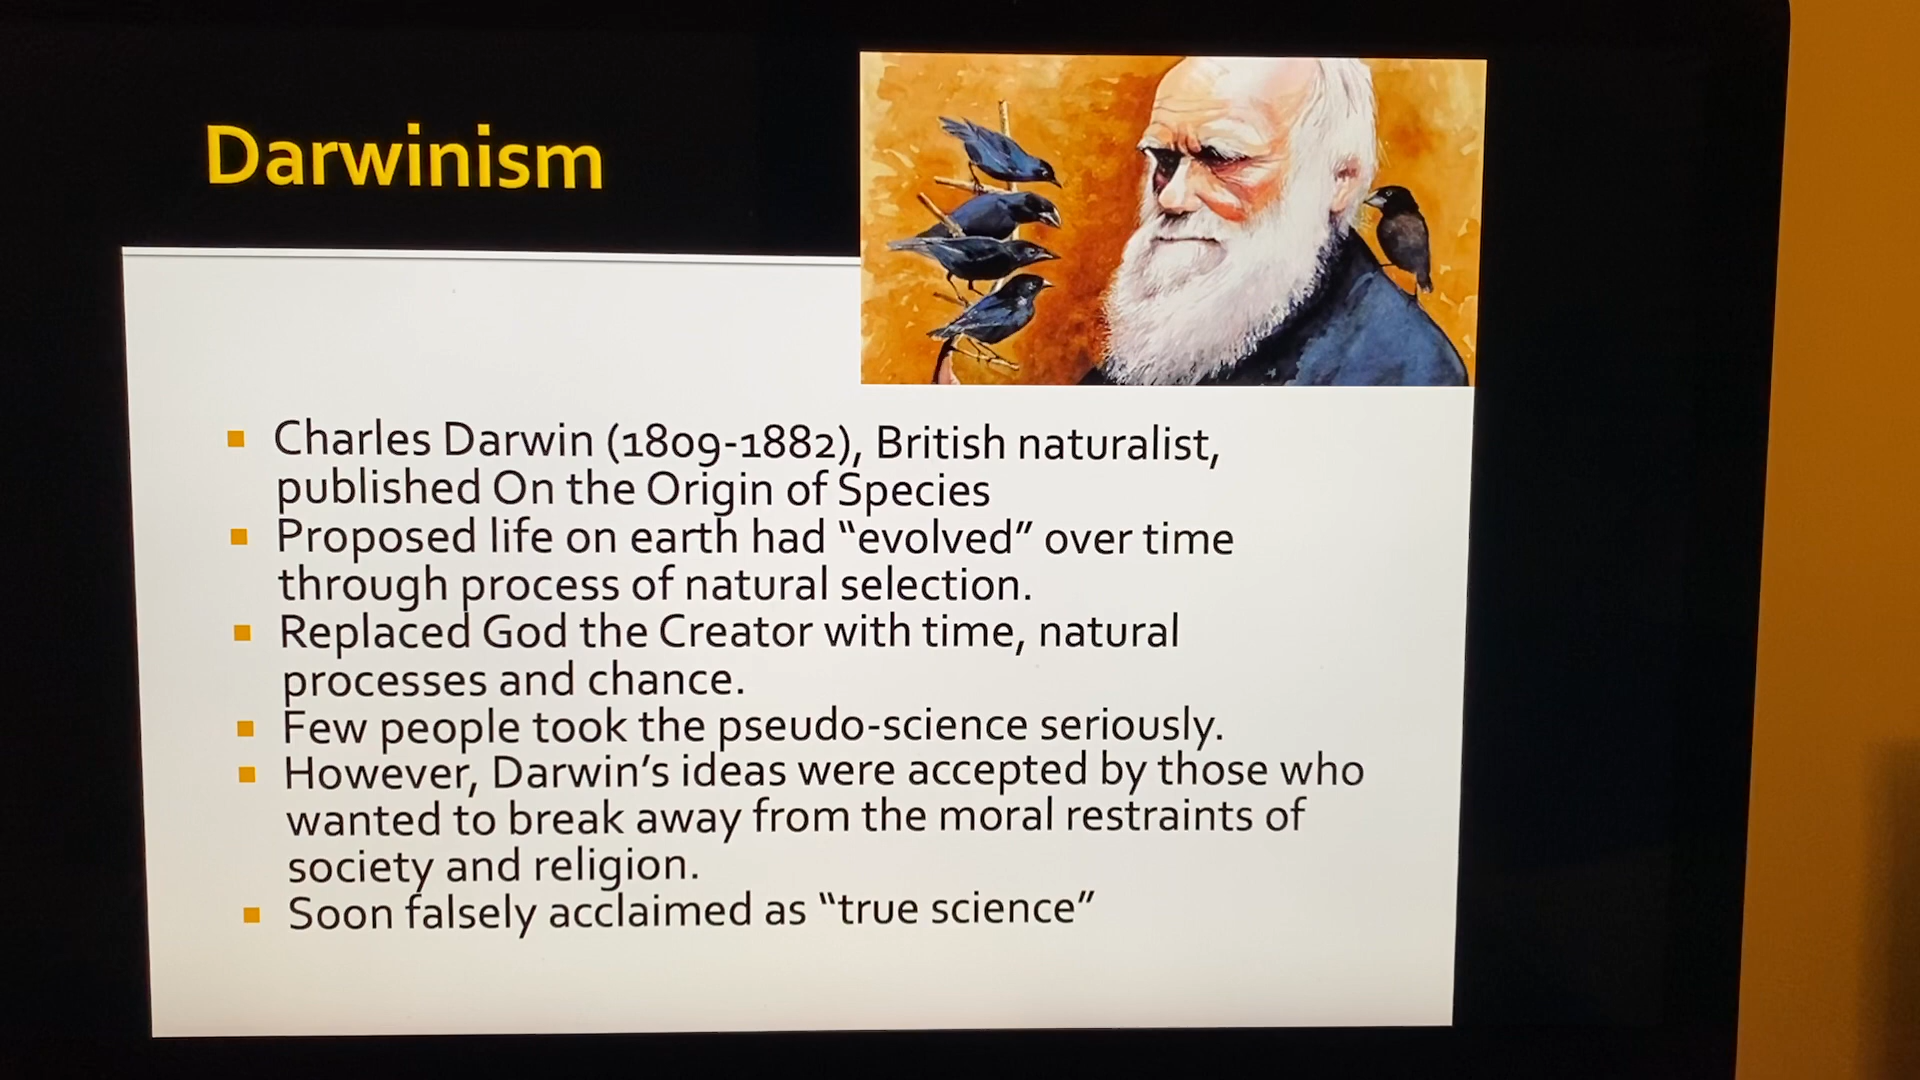 Darwinism
Charles Darwin (1809-1882), British naturalist,
published On the Origin of Species
Proposed life on earth had “evolved” over time
through process of natural selection.
Replaced God the Creator with time, natural
processes and chance.
Few people took the pseudo-science seriously.
However, Darwin’s ideas were accepted by those who
wanted to break away from the moral restraints of
society and religion.
Soon falsely acclaimed as “true science”